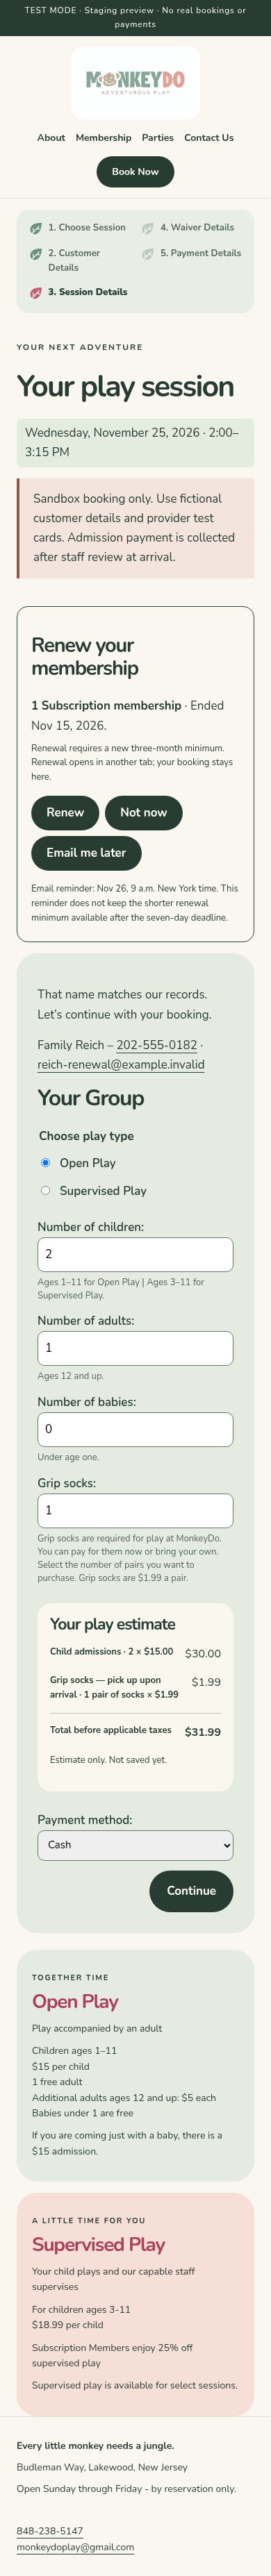 TEST MODE · Staging preview · No real bookings or
payments
MONKEYDO
ADVENTUROUS PLAY
About Membership Parties Contact Us
Book Now
1. Choose Session
4. Waiver Details
2. Customer
Details
5. Payment Details
3. Session Details
YOUR NEXT ADVENTURE
Your play session
Wednesday, November 25, 2026 · 2:00–
3:15 PM
Sandbox booking only. Use fictional
customer details and provider test
cards. Admission payment is collected
after staff review at arrival.
Renew your
membership
1 Subscription membership · Ended
Nov 15, 2026.
Renewal requires a new three-month minimum.
Renewal opens in another tab; your booking stays
here.
Renew
Not now
Email me later
Email reminder: Nov 26, 9 a.m. New York time. This
reminder does not keep the shorter renewal
minimum available after the seven-day deadline.
That name matches our records.
Let’s continue with your booking.
Family Reich – 202-555-0182 ·
reich-renewal@example.invalid
Your Group
Choose play type
Open Play
Supervised Play
Number of children:
2
Ages 1–11 for Open Play | Ages 3–11 for
Supervised Play.
Number of adults:
1
Ages 12 and up.
Number of babies:
0
Under age one.
Grip socks:
1
Grip socks are required for play at MonkeyDo.
You can pay for them now or bring your own.
Select the number of pairs you want to
purchase. Grip socks are $1.99 a pair.
Your play estimate
Child admissions · 2 × $15.00 $30.00
Grip socks — pick up upon
arrival · 1 pair of socks × $1.99
$1.99
Total before applicable taxes $31.99
Estimate only. Not saved yet.
Payment method:
Cash
Continue
TOGETHER TIME
Open Play
Play accompanied by an adult
Children ages 1–11
$15 per child
1 free adult
Additional adults ages 12 and up: $5 each
Babies under 1 are free
If you are coming just with a baby, there is a
$15 admission.
A LITTLE TIME FOR YOU
Supervised Play
Your child plays and our capable staff
supervises
For children ages 3-11
$18.99 per child
Subscription Members enjoy 25% off
supervised play
Supervised play is available for select sessions.
Every little monkey needs a jungle.
Budleman Way, Lakewood, New Jersey
Open Sunday through Friday - by reservation only.
848-238-5147
monkeydoplay@gmail.com